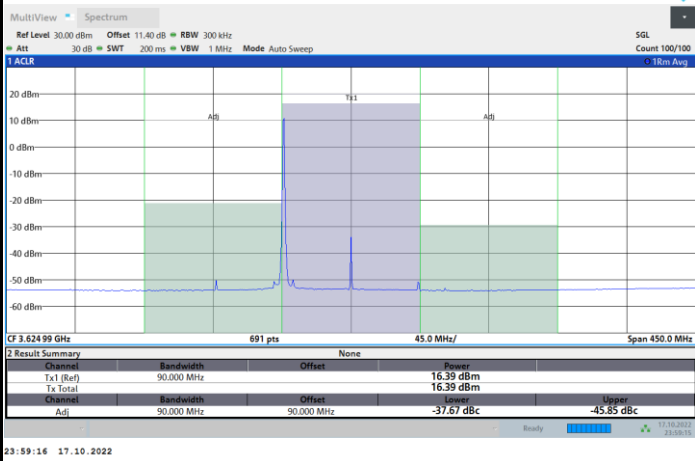 MultiView Spectrum
Ref Level 30.00 dBm Offset 11.40 dB RBW 300 kHz SGL
Att 30 dB SWT 200 ms VBW 1 MHz Mode Auto Sweep Count 100/100
1 ACLR 1Rm Avg
20 dBm
Tx1
10 dBm
Adj Adj
0 dBm
-10 dBm
-20 dBm
-30 dBm
-40 dBm
-50 dBm
-60 dBm
CF 3.624 99 GHz 691 pts 45.0 MHz/ Span 450.0 MHz
2 Result Summary None
Channel Bandwidth Offset Power
Tx1 (Ref) 90.000 MHz 16.39 dBm
Tx Total 16.39 dBm
Channel Bandwidth Offset Lower Upper
Adj 90.000 MHz 90.000 MHz -37.67 dBc -45.85 dBc
Ready 17.10.2022
23:59:15
23:59:16 17.10.2022